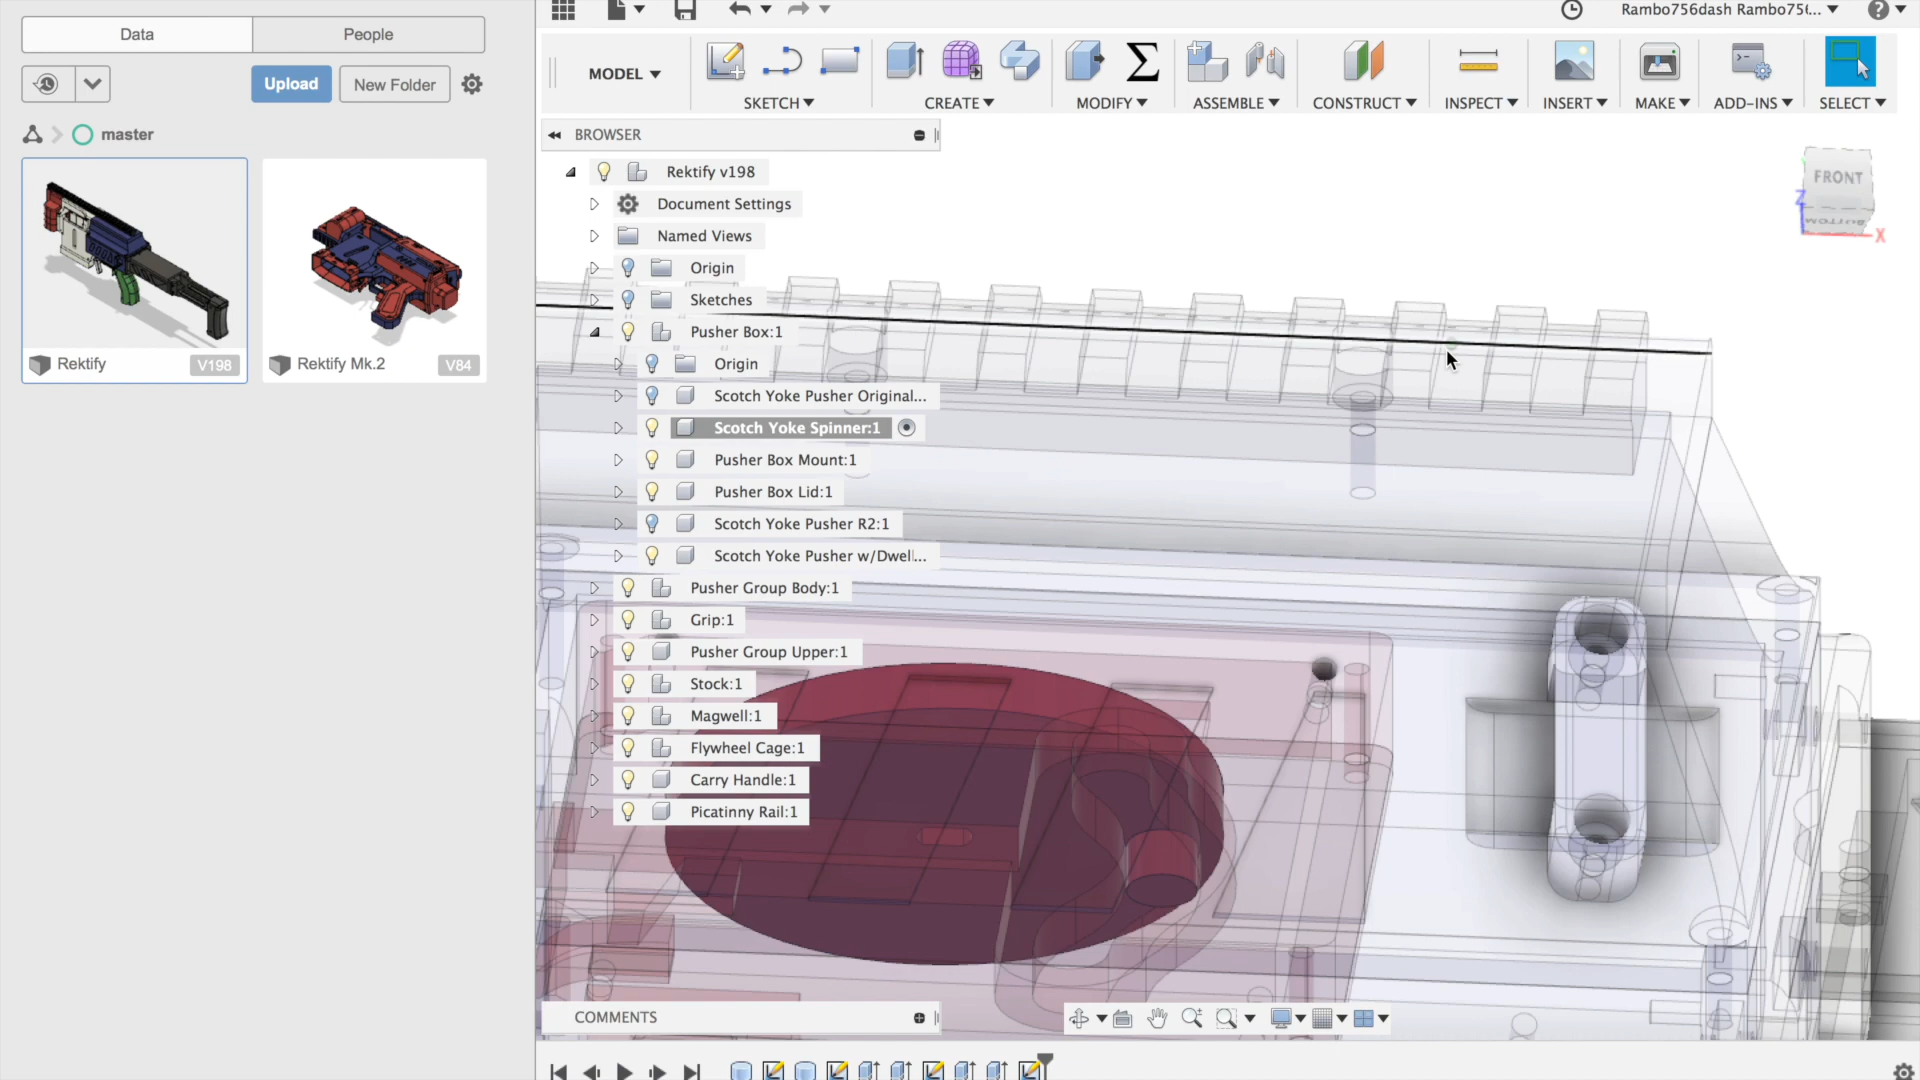 Data
People
Rambo756dash Rambo75(...
Upload
New Folder
master
Rektify
V198
Rektify Mk.2
V84
MODEL
SKETCH
CREATE
MODIFY
ASSEMBLE
CONSTRUCT
INSPECT
INSERT
MAKE
ADD-INS
SELECT
BROWSER
Rektify v198
Document Settings
Named Views
Origin
Sketches
Pusher Box:1
Origin
Scotch Yoke Pusher Original...
Scotch Yoke Spinner:1
Pusher Box Mount:1
Pusher Box Lid:1
Scotch Yoke Pusher R2:1
Scotch Yoke Pusher w/Dwell...
Pusher Group Body:1
Grip:1
Pusher Group Upper:1
Stock:1
Magwell:1
Flywheel Cage:1
Carry Handle:1
Picatinny Rail:1
FRONT
BOTTOM
Z
X
COMMENTS